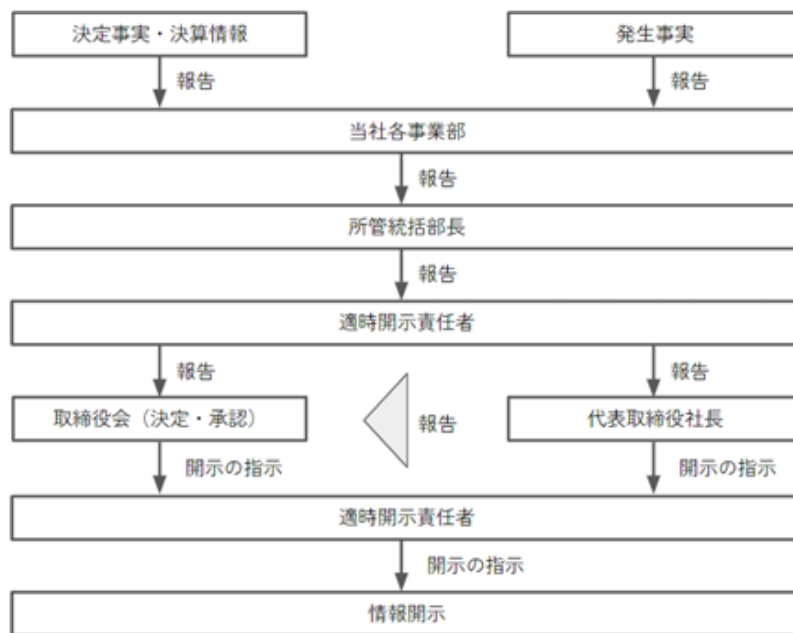 決定事実・決算情報
発生事実
報告
報告
当社各事業部
報告
所管統括部長
報告
適時開示責任者
報告
報告
取締役会（決定・承認）
報告
代表取締役社長
開示の指示
開示の指示
適時開示責任者
開示の指示
情報開示